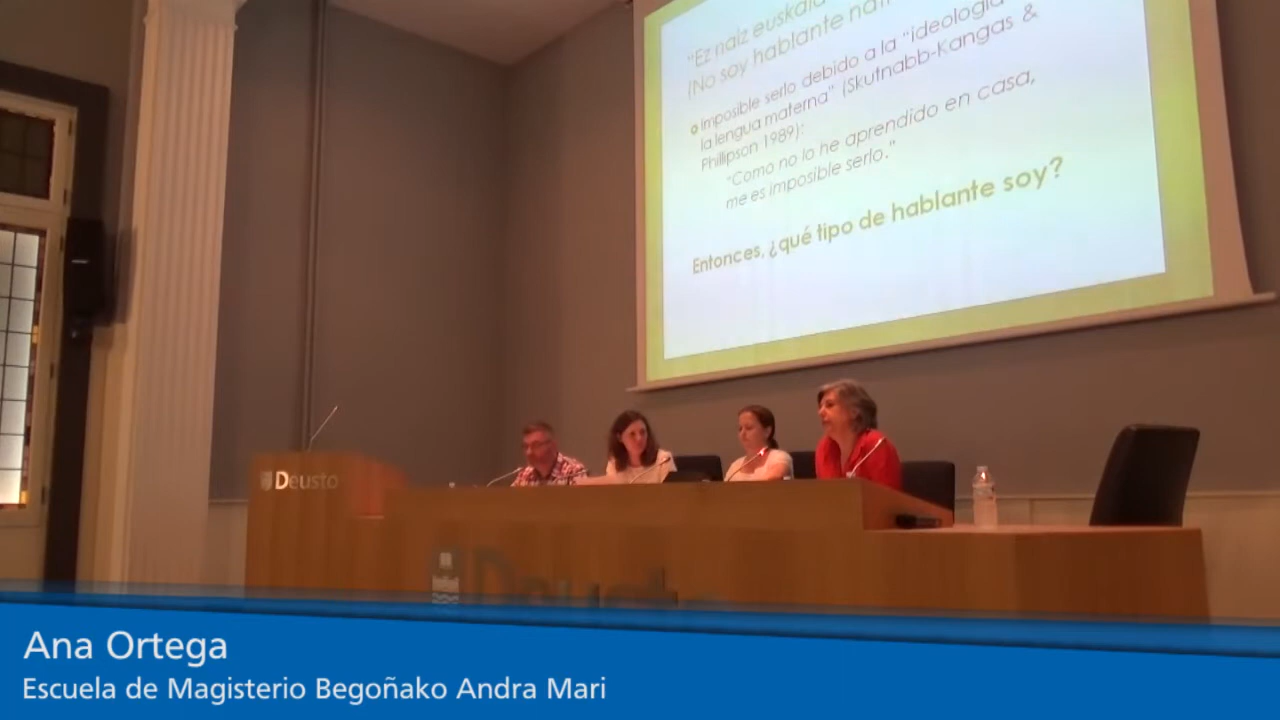 "Ez naiz euskald
(No soy hablante nati
Imposible serlo debido a la "ideología
la lengua materna" (Skutnabb-Kangas &
Phillipson 1989):
"Como no lo he aprendido en casa,
me es imposible serlo."
Entonces, ¿qué tipo de hablante soy?
Deusto
Deusto
Ana Ortega
Escuela de Magisterio Begoñako Andra Mari